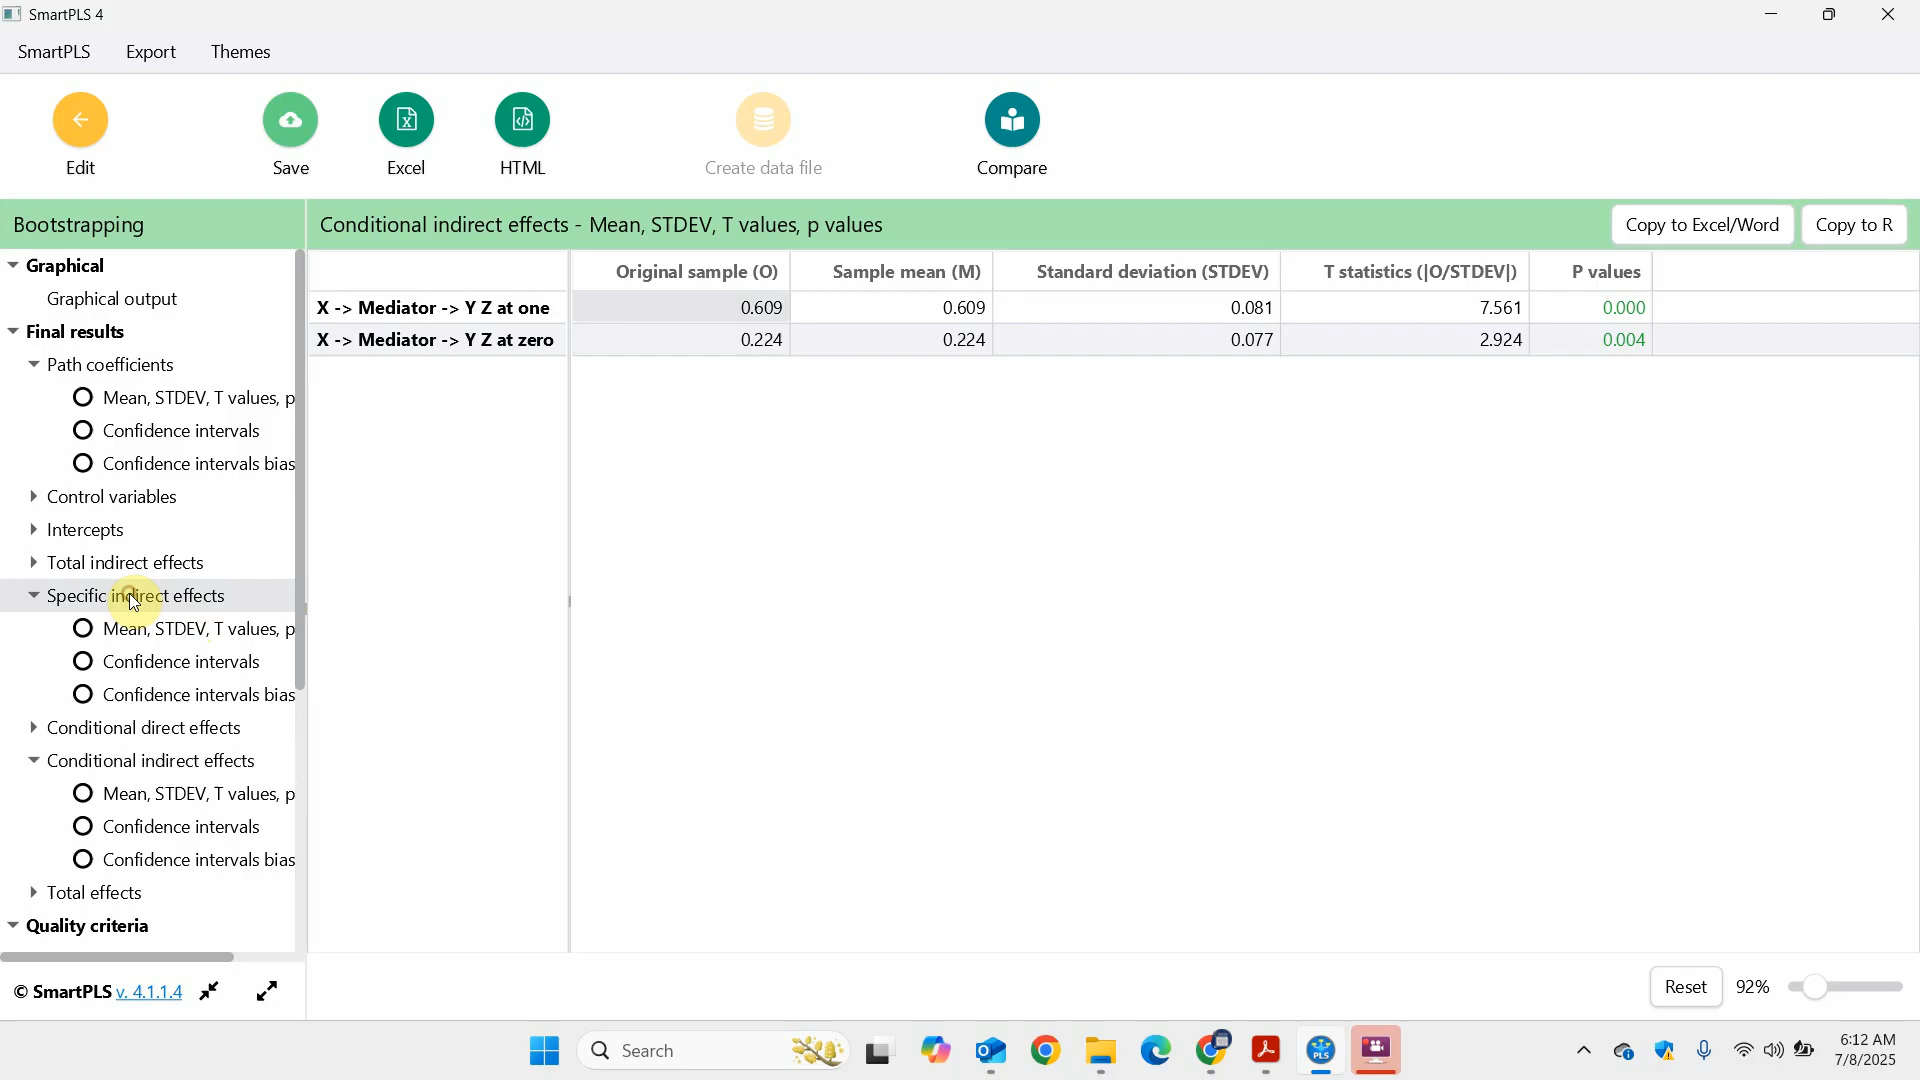 SmartPLS 4
SmartPLS Export Themes
Edit Save Excel HTML Create data file Compare
Bootstrapping
Conditional indirect effects - Mean, STDEV, T values, p values Copy to Excel/Word Copy to R
Graphical
Graphical output
Final results
Path coefficients
Mean, STDEV, T values, p
Confidence intervals
Confidence intervals bias
Control variables
Intercepts
Total indirect effects
Specific indirect effects
Mean, STDEV, T values, p
Confidence intervals
Confidence intervals bias
Conditional direct effects
Conditional indirect effects
Mean, STDEV, T values, p
Confidence intervals
Confidence intervals bias
Total effects
Quality criteria
Original sample (O) Sample mean (M) Standard deviation (STDEV) T statistics (|O/STDEV|) P values
X -> Mediator -> Y Z at one 0.609 0.609 0.081 7.561 0.000
X -> Mediator -> Y Z at zero 0.224 0.224 0.077 2.924 0.004
© SmartPLS v. 4.1.1.4
Reset 92%
Search
PLS
6:12 AM
7/8/2025